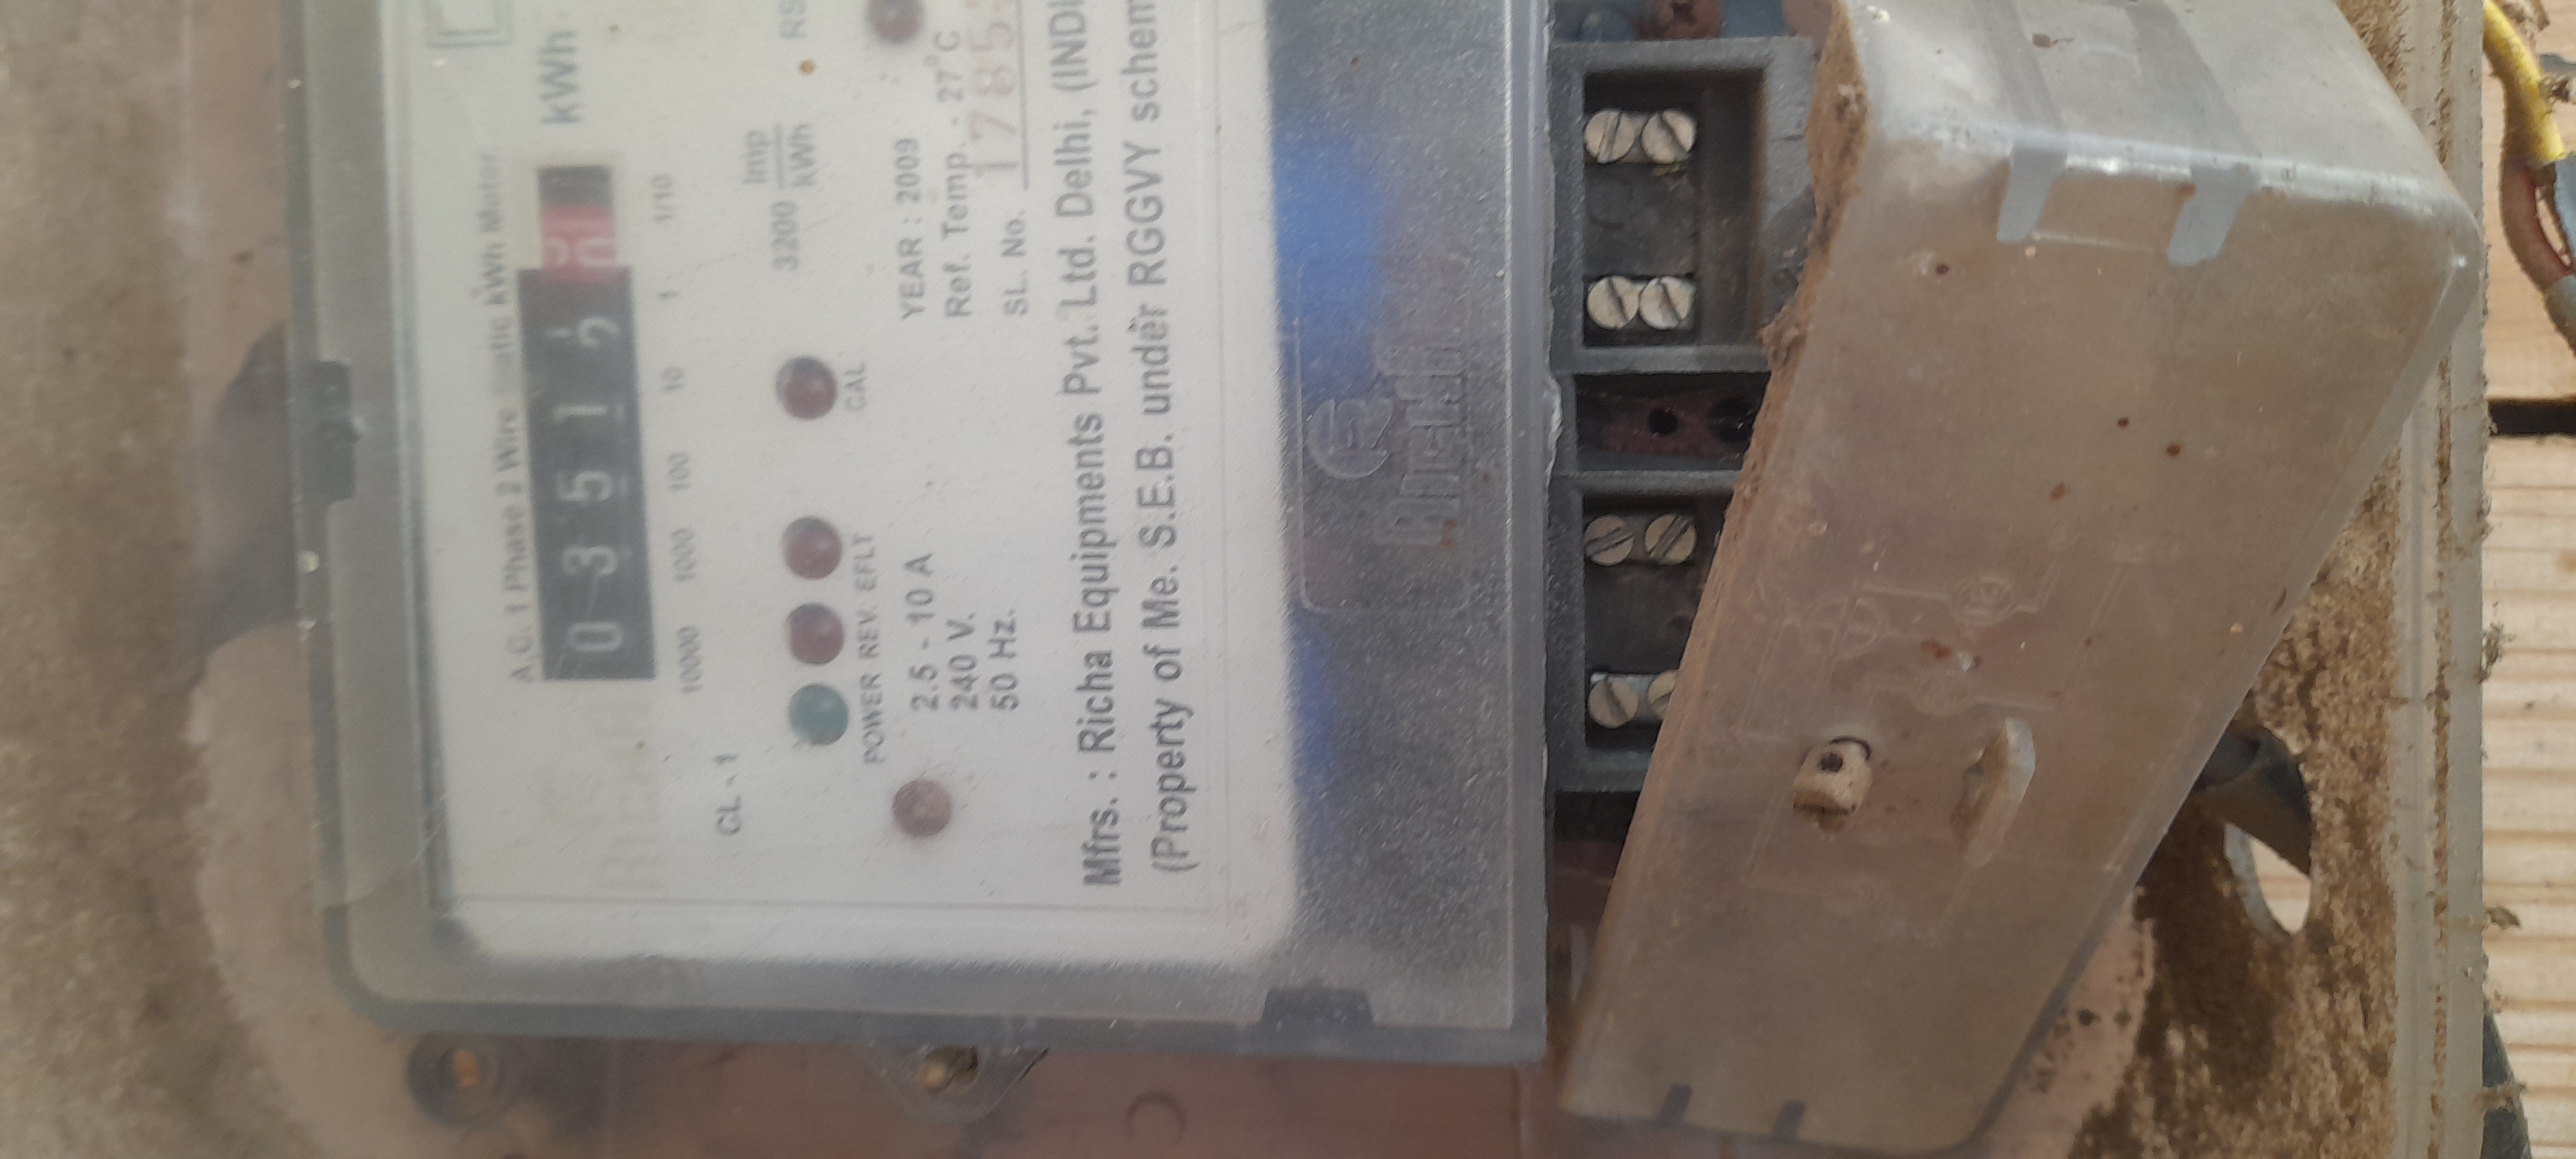 A.C. 1 Phase 2 Wire Static kWh Meter
0 3 5 1 2 kWh
10000 1000 100 10 1 1/10
CL - 1
3200 Imp
kWh
POWER REV. EFLT CAL
2.5 - 10 A
240 V.
50 Hz.
YEAR : 2009
Ref. Temp. - 27°C
SL. No. 1785
Mfrs. : Richa Equipments Pvt. Ltd. Delhi, (INDI
(Property of Me. S.E.B. under RGGVY schem